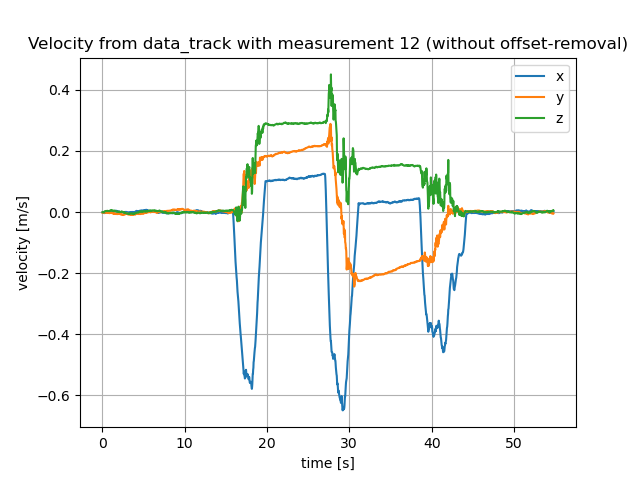 Velocity from data_track with measurement 12 (without offset-removal)
x
y
z
0.4
0.2
0.0
−0.2
−0.4
−0.6
velocity [m/s]
0 10 20 30 40 50
time [s]